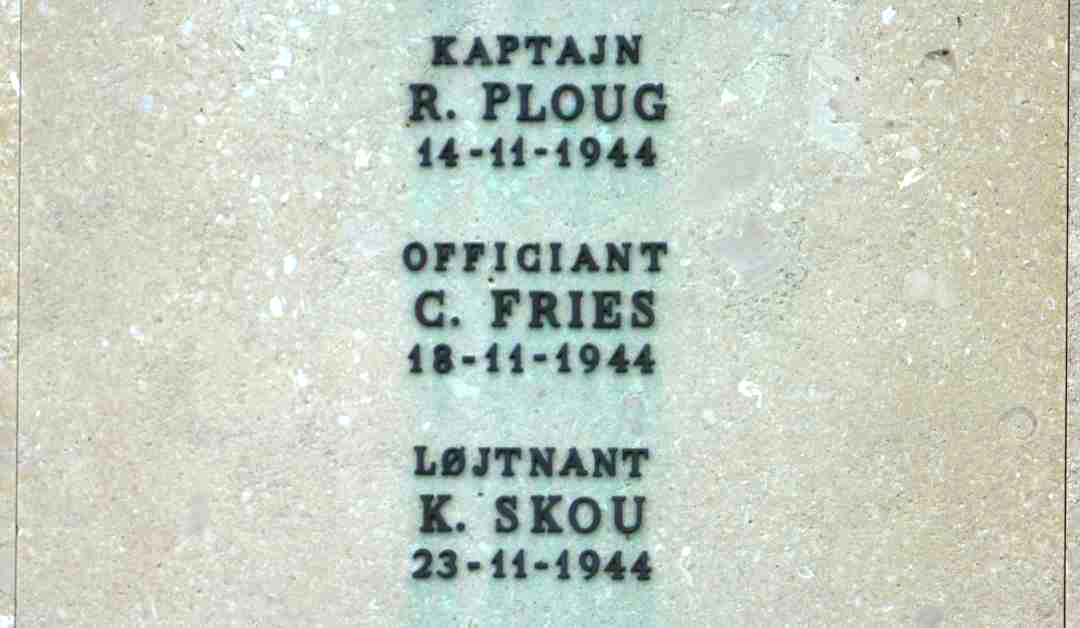 KAPTAJN
R. PLOUG
14-11-1944
OFFICIANT
C. FRIES
18-11-1944
LØJTNANT
K. SKOU
23-11-1944